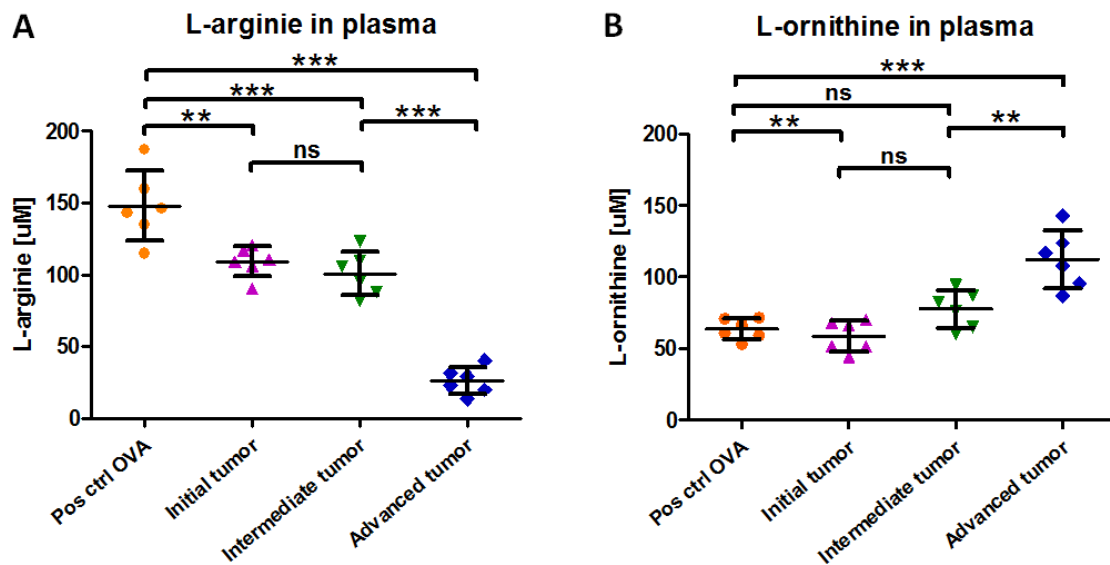 A
L-arginie in plasma
***
***
**
***
ns
200
150
100
50
0
L-arginie [uM]
Pos ctrl OVA
Initial tumor
Intermediate tumor
Advanced tumor
B
L-ornithine in plasma
***
ns
**
**
ns
200
150
100
50
0
L-ornithine [uM]
Pos ctrl OVA
Initial tumor
Intermediate tumor
Advanced tumor